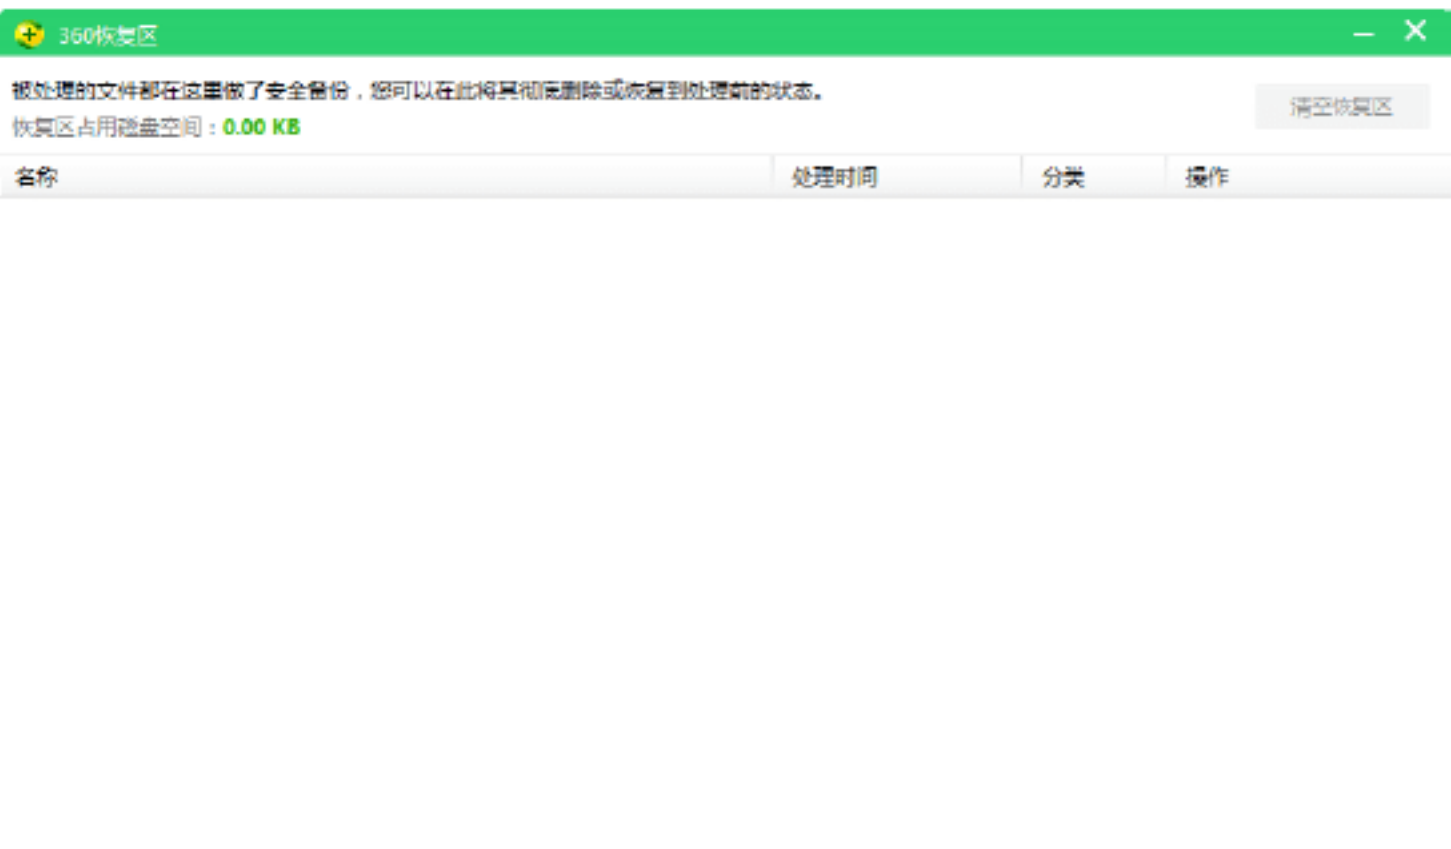 360恢复区
被处理的文件都在这里做了安全备份，您可以在此将其彻底删除或恢复到处理前的状态。
恢复区占用磁盘空间：0.00 KB
清空恢复区
名称 处理时间 分类 操作